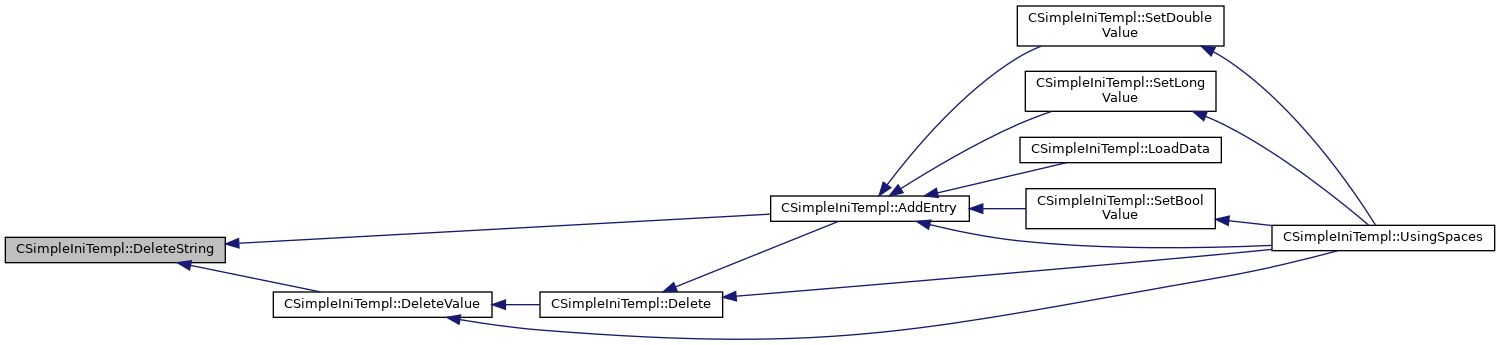 CSimpleIniTempl::SetDouble
Value
CSimpleIniTempl::SetLong
Value
CSimpleIniTempl::LoadData
CSimpleIniTempl::AddEntry
CSimpleIniTempl::SetBool
Value
CSimpleIniTempl::UsingSpaces
CSimpleIniTempl::DeleteString
CSimpleIniTempl::DeleteValue
CSimpleIniTempl::Delete